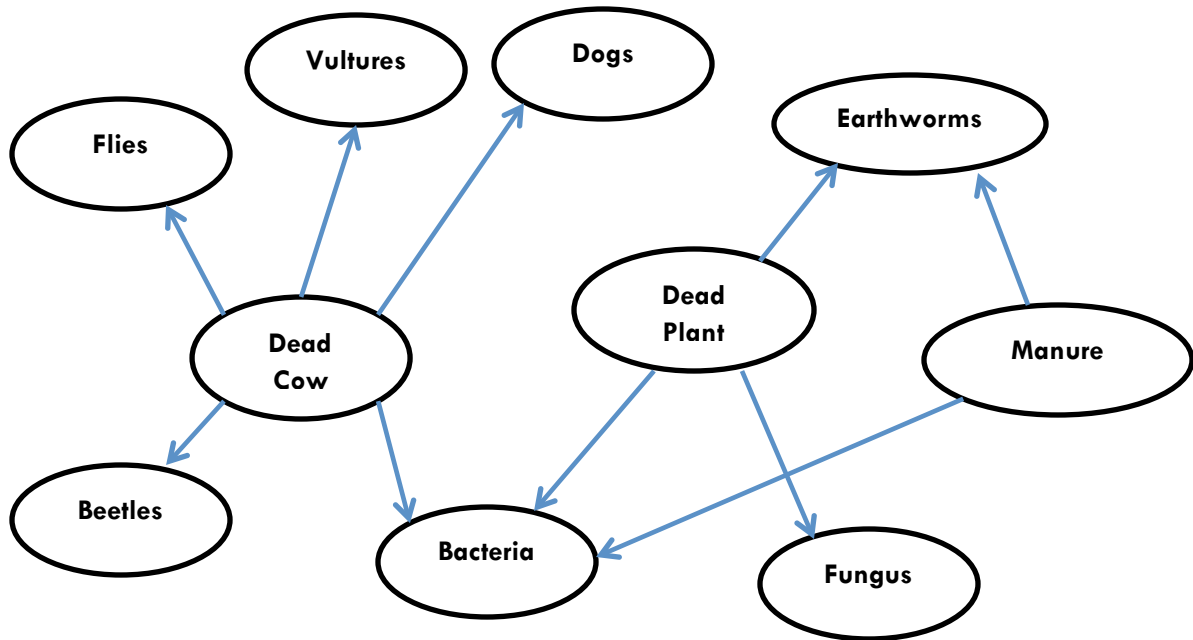 Vultures
Dogs
Flies
Earthworms
Dead
Cow
Dead
Plant
Manure
Beetles
Bacteria
Fungus